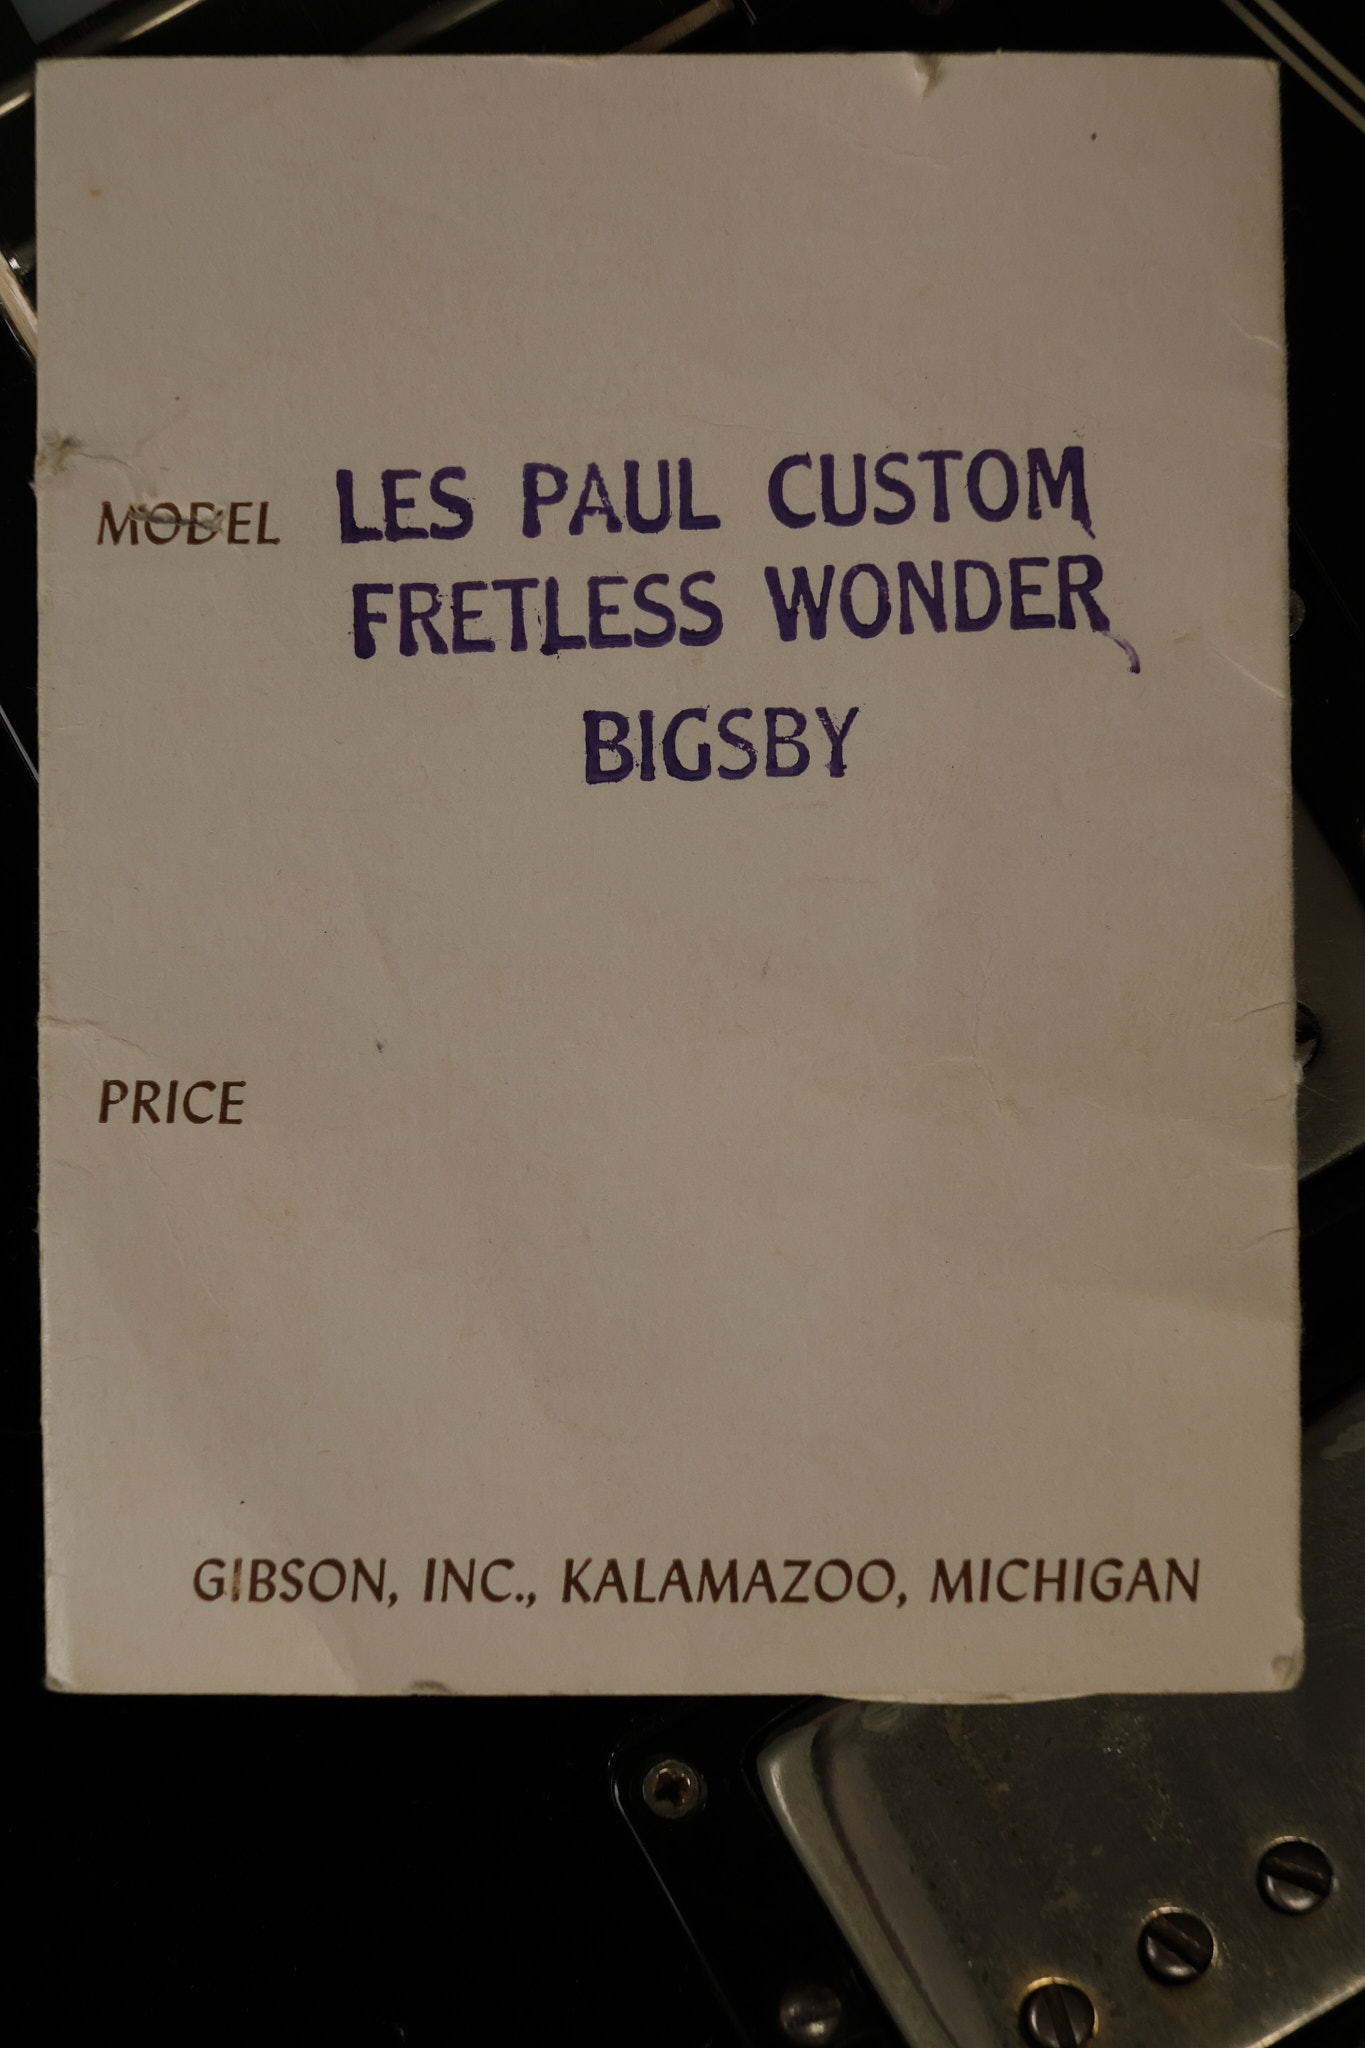 MODEL LES PAUL CUSTOM
FRETLESS WONDER
BIGSBY
PRICE
GIBSON, INC., KALAMAZOO, MICHIGAN